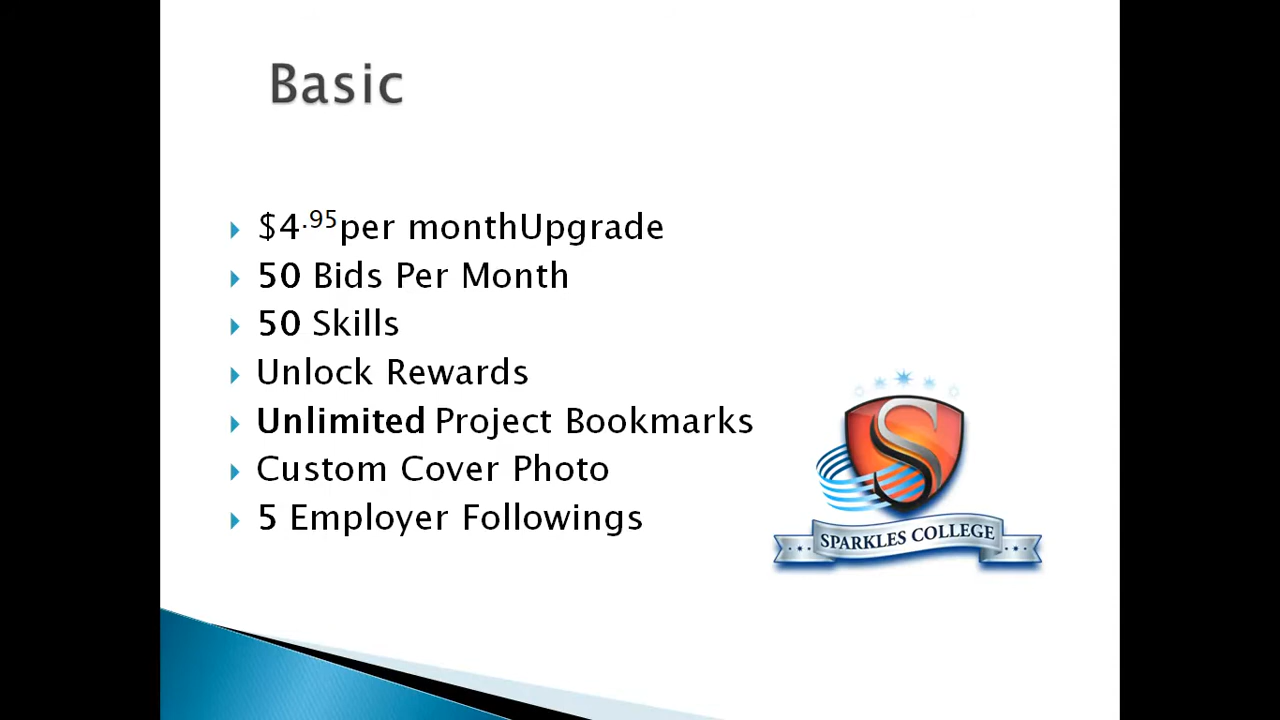 Basic
$4.95per monthUpgrade
50 Bids Per Month
50 Skills
Unlock Rewards
Unlimited Project Bookmarks
Custom Cover Photo
5 Employer Followings
S
SPARKLES COLLEGE